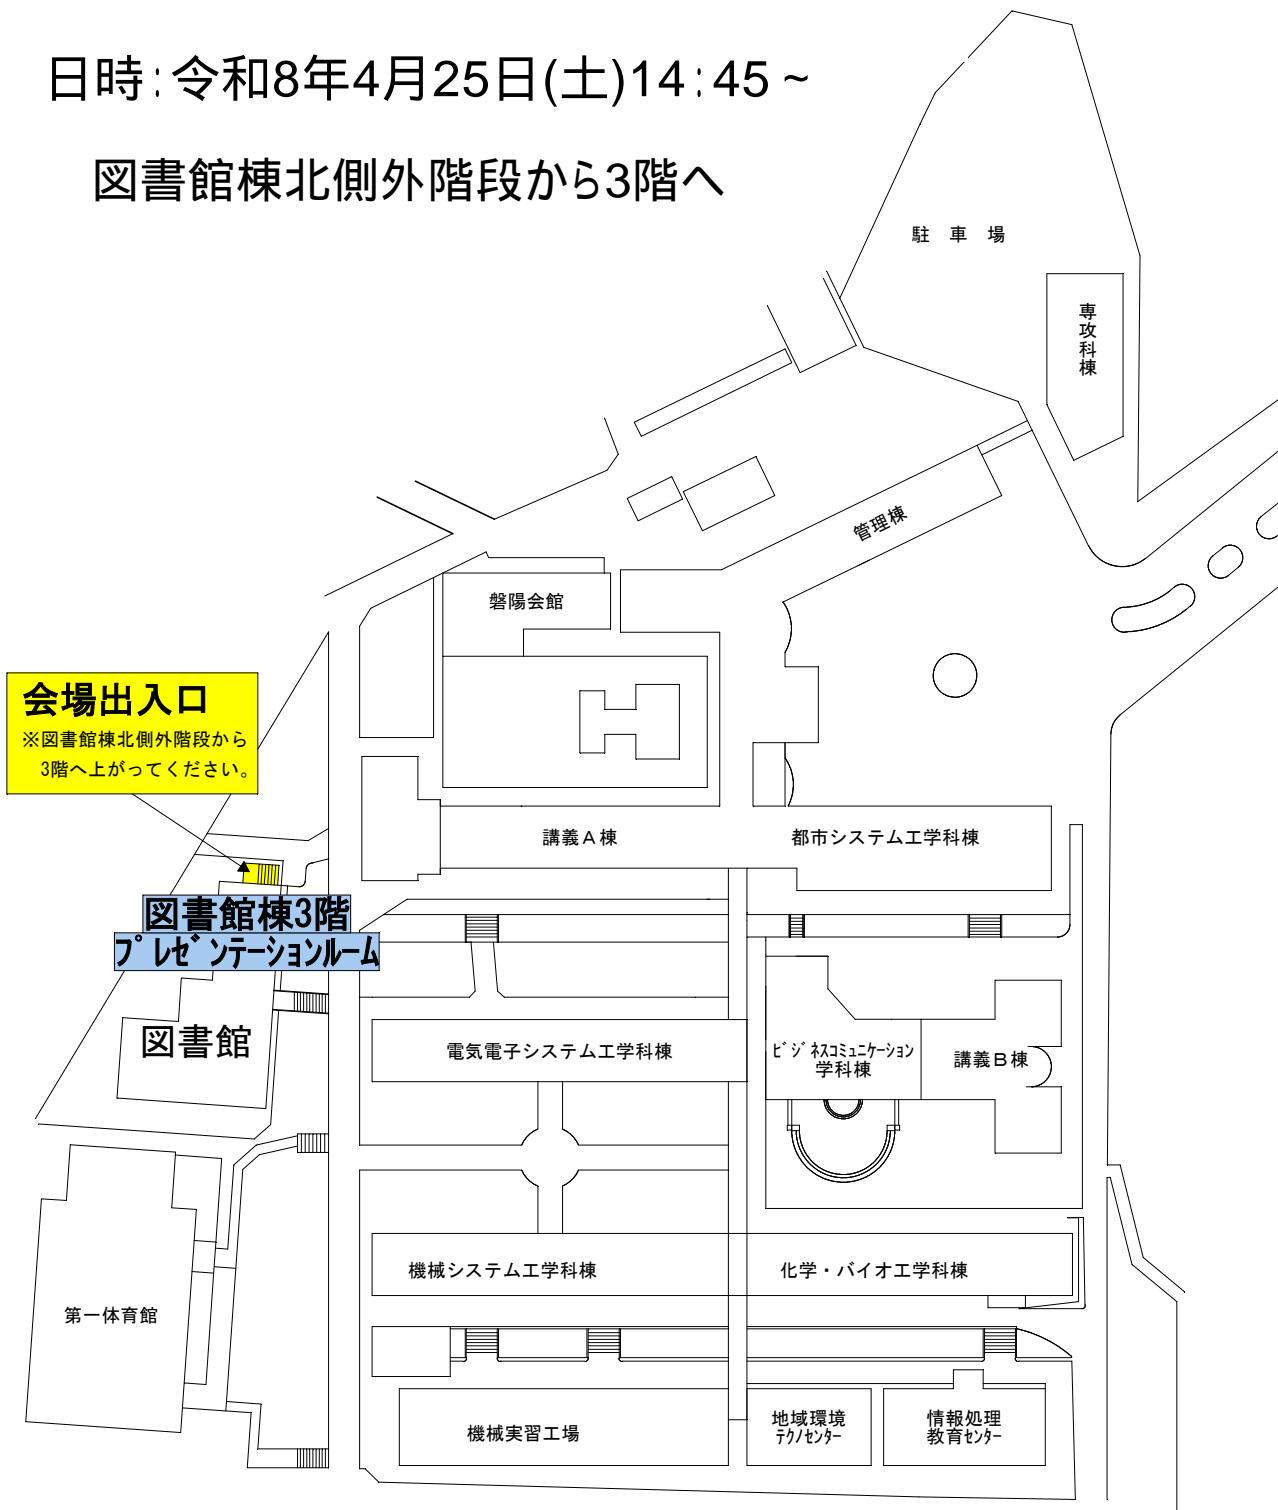 日時:令和8年4月25日(土)14:45~
図書館棟北側外階段から3階へ
駐 車 場
専攻科棟
管理棟
磐陽会館
会場出入口
※図書館棟北側外階段から
3階へ上がってください。
講義A棟
都市システム工学科棟
図書館棟3階
プレゼンテーションルーム
図書館
電気電子システム工学科棟
ビジネスコミュニケーション
学科棟
講義B棟
機械システム工学科棟
化学・バイオ工学科棟
第一体育館
機械実習工場
地域環境
テクノセンター
情報処理
教育センター